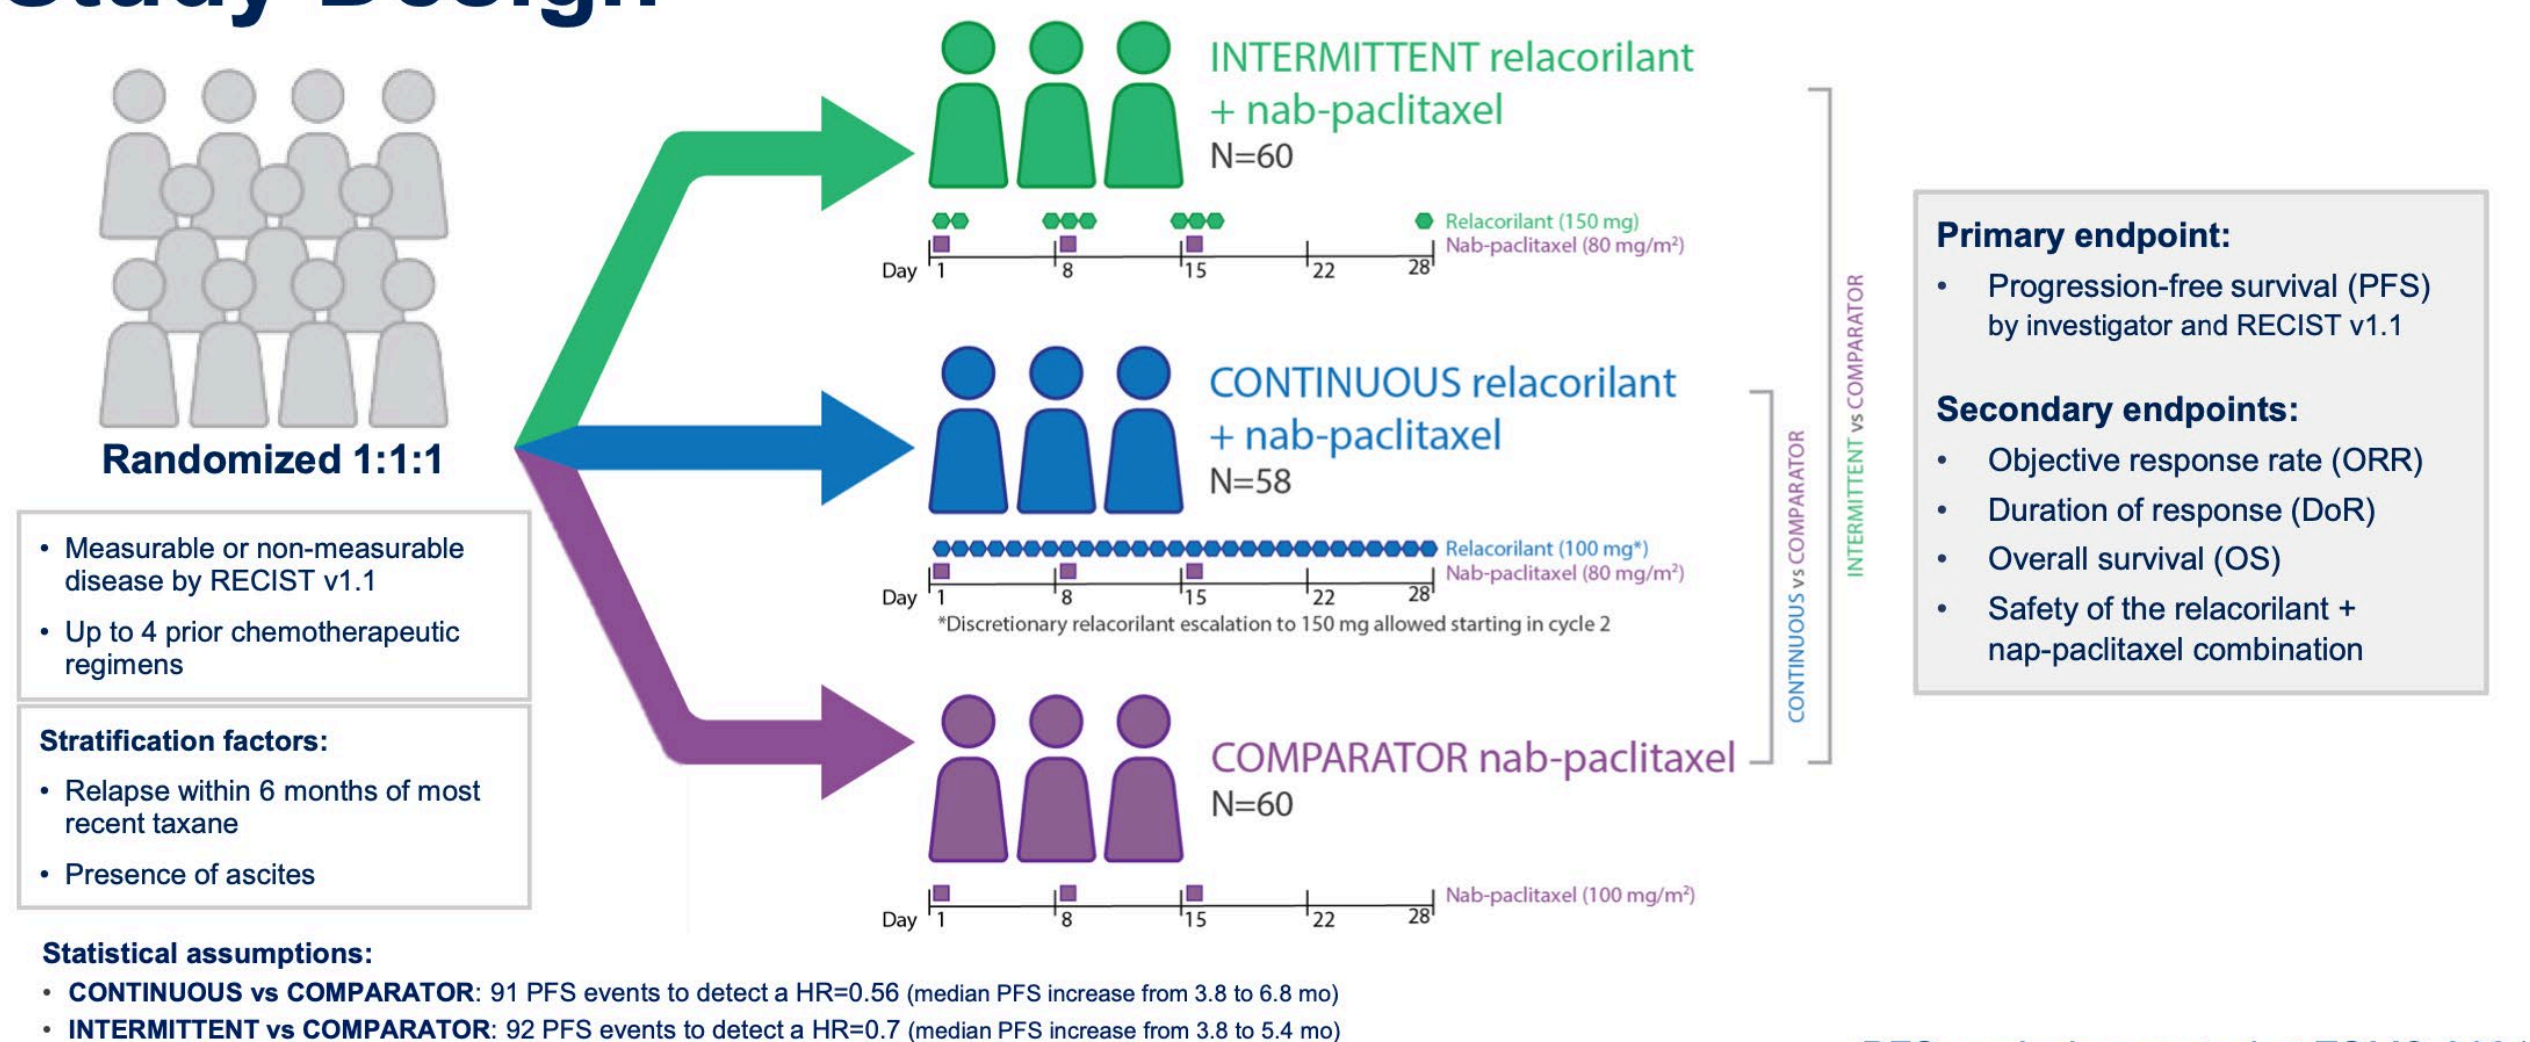 Study Design
Randomized 1:1:1
• Measurable or non-measurable
disease by RECIST v1.1
• Up to 4 prior chemotherapeutic
regimens
Stratification factors:
• Relapse within 6 months of most
recent taxane
• Presence of ascites
INTERMITTENT relacorilant
+ nab-paclitaxel
N=60
Relacorilant (150 mg)
Nab-paclitaxel (80 mg/m²)
Day 1 8 15 22 28
CONTINUOUS relacorilant
+ nab-paclitaxel
N=58
Relacorilant (100 mg*)
Nab-paclitaxel (80 mg/m²)
Day 1 8 15 22 28
*Discretionary relacorilant escalation to 150 mg allowed starting in cycle 2
COMPARATOR nab-paclitaxel
N=60
Nab-paclitaxel (100 mg/m²)
Day 1 8 15 22 28
CONTINUOUS vs COMPARATOR
INTERMITTENT vs COMPARATOR
Primary endpoint:
• Progression-free survival (PFS)
by investigator and RECIST v1.1
Secondary endpoints:
• Objective response rate (ORR)
• Duration of response (DoR)
• Overall survival (OS)
• Safety of the relacorilant +
nap-paclitaxel combination
Statistical assumptions:
• CONTINUOUS vs COMPARATOR: 91 PFS events to detect a HR=0.56 (median PFS increase from 3.8 to 6.8 mo)
• INTERMITTENT vs COMPARATOR: 92 PFS events to detect a HR=0.7 (median PFS increase from 3.8 to 5.4 mo)